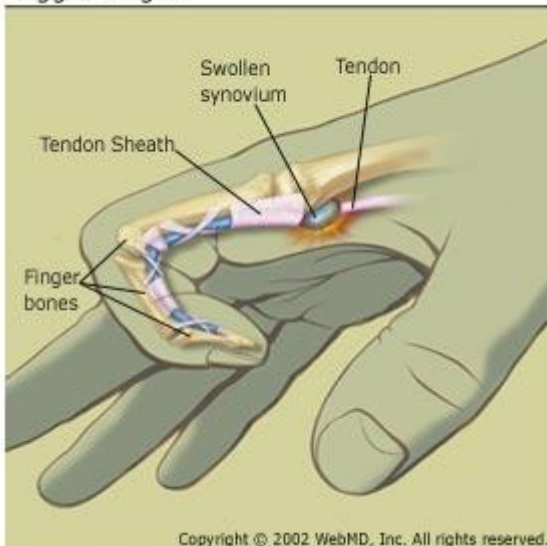 Swollen
synovium
Tendon
Tendon Sheath
Finger
bones
Copyright © 2002 WebMD, Inc. All rights reserved.